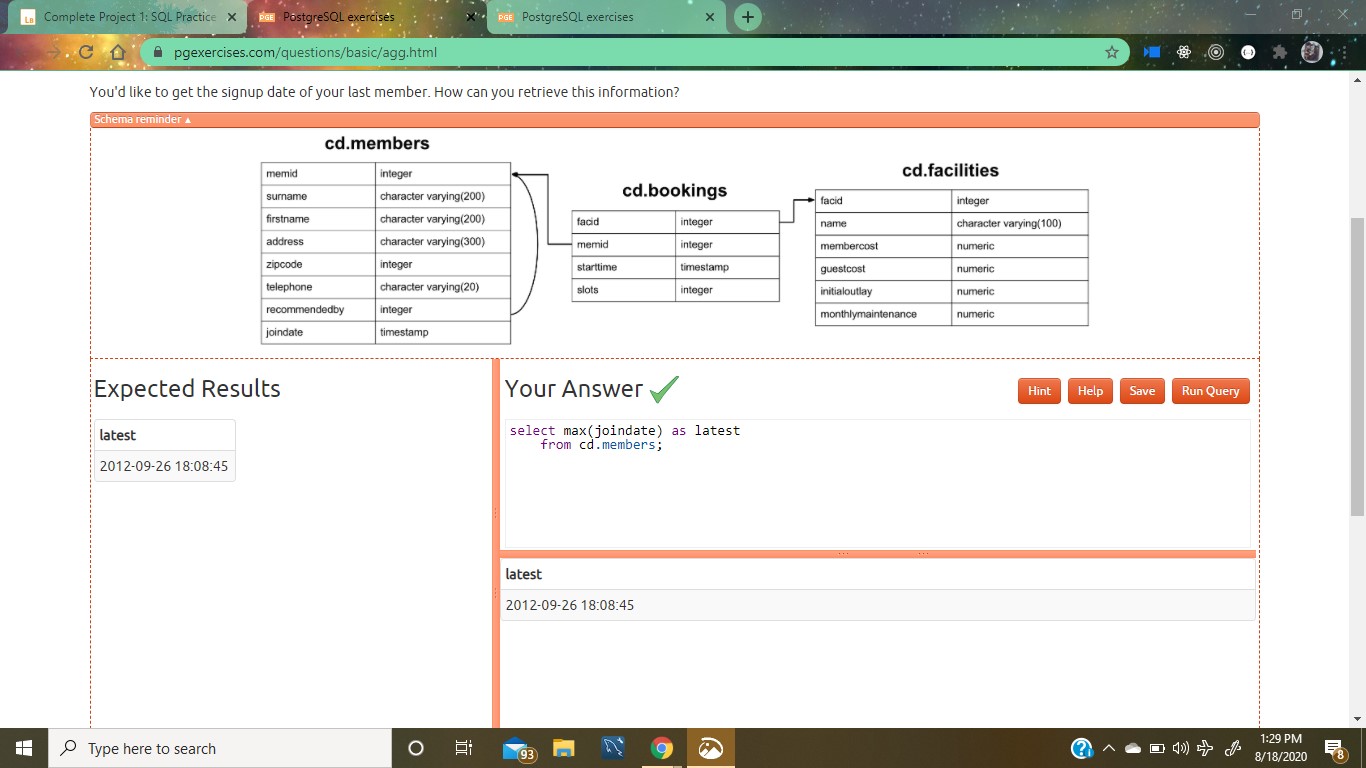 Complete Project 1: SQL Practice
PGE PostgreSQL exercises
PGE PostgreSQL exercises
pgexercises.com/questions/basic/agg.html
You'd like to get the signup date of your last member. How can you retrieve this information?
Schema reminder ▲
cd.members
memid integer
surname character varying(200)
firstname character varying(200)
address character varying(300)
zipcode integer
telephone character varying(20)
recommendedby integer
joindate timestamp
cd.bookings
facid integer
memid integer
starttime timestamp
slots integer
cd.facilities
facid integer
name character varying(100)
membercost numeric
guestcost numeric
initialoutlay numeric
monthlymaintenance numeric
Expected Results
latest
2012-09-26 18:08:45
Your Answer
Hint Help Save Run Query
select max(joindate) as latest
from cd.members;
latest
2012-09-26 18:08:45
Type here to search
93
1:29 PM
8/18/2020
8